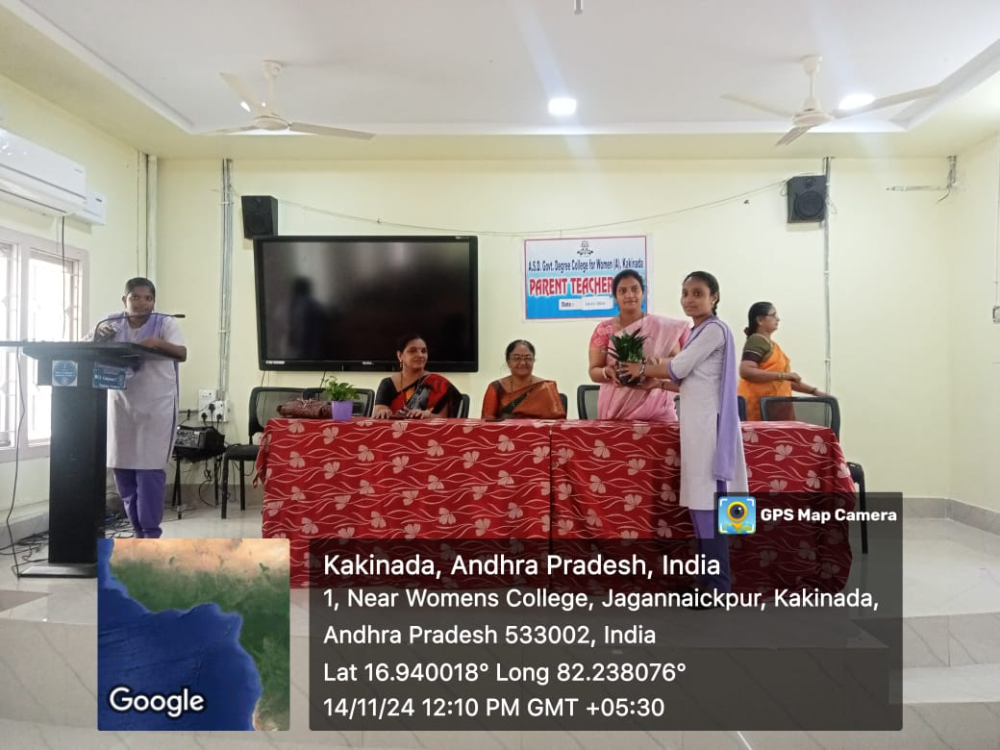 A.S.D. Govt. Degree College for Women (A), Kakinada
PARENT TEACHER
Date :
GPS Map Camera
Kakinada, Andhra Pradesh, India
1, Near Womens College, Jagannaickpur, Kakinada,
Andhra Pradesh 533002, India
Lat 16.940018° Long 82.238076°
14/11/24 12:10 PM GMT +05:30
Google